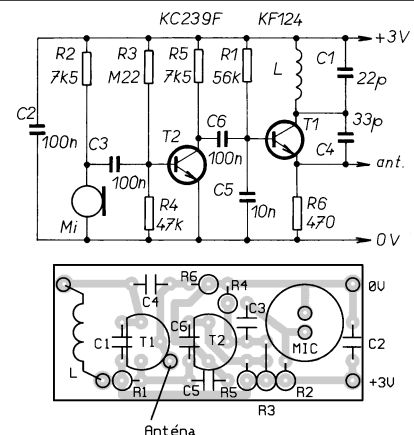 KC239F KF124
+3V
R2 R3 R5 R1
7k5 M22 7k5 56k
L C1
22p
C2
100n
C3
100n
T2
C6
100n
T1
33p
C4
ant.
Mi
R4
47k
C5
10n
R6
470
0V
C4 R6 R4 0V
C3
C1 T1 C6 T2 MIC C2
L R1 C5 R5 R2 +3V
R3
Anténa